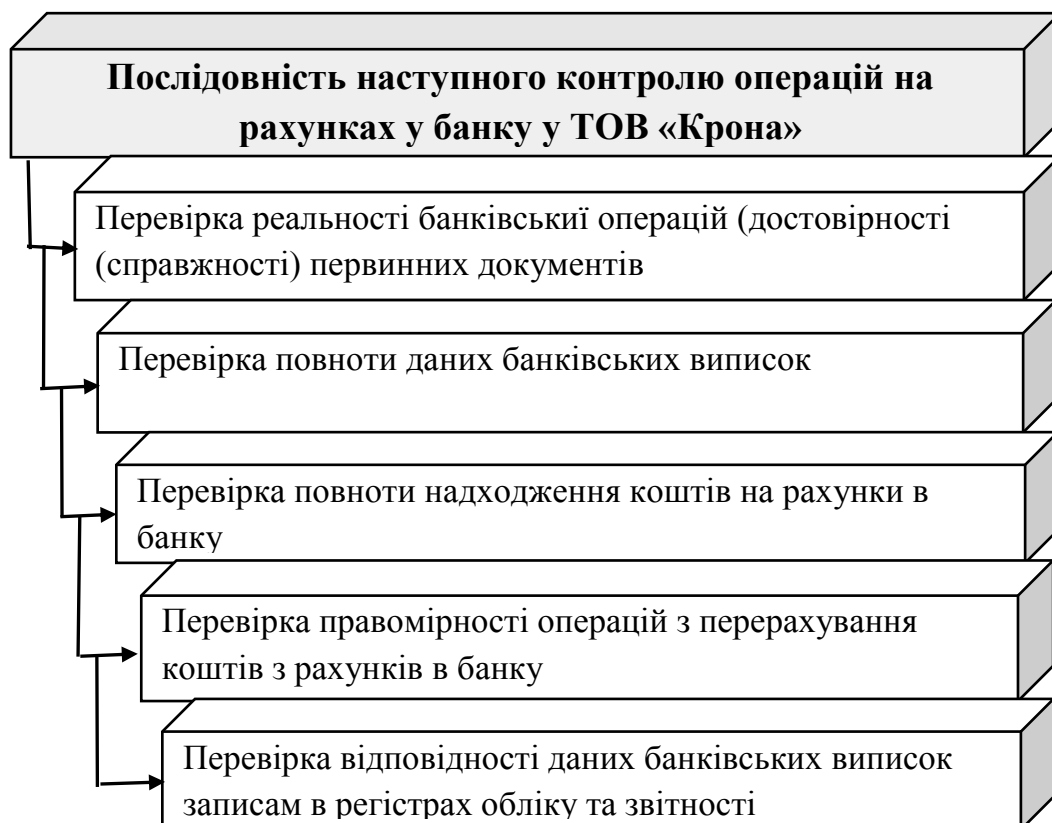 Послідовність наступного контролю операцій на
рахунках у банку у ТОВ «Крона»
Перевірка реальності банківськиї операцій (достовірності
(справжності) первинних документів
Перевірка повноти даних банківських виписок
Перевірка повноти надходження коштів на рахунки в
банку
Перевірка правомірності операцій з перерахування
коштів з рахунків в банку
Перевірка відповідності даних банківських виписок
записам в регістрах обліку та звітності